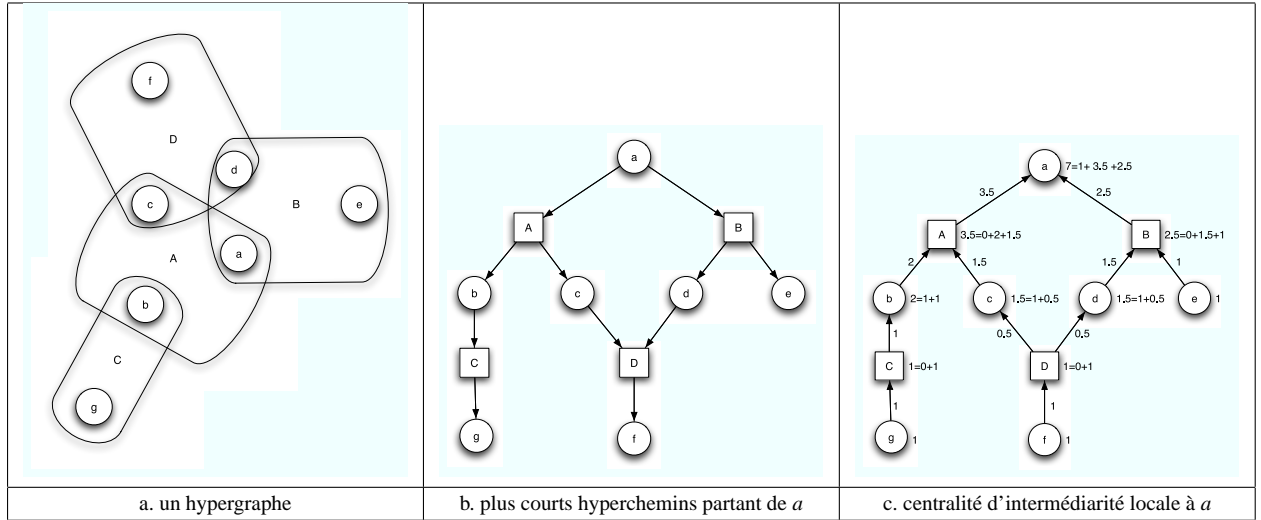 f
D
d
B
e
c
A
a
b
C
g
a
A
B
b
c
d
e
C
D
g
f
a 7=1+ 3.5 +2.5
3.5 2.5
A 3.5=0+2+1.5
B 2.5=0+1.5+1
2 1.5 1.5 1
b 2=1+1
c 1.5=1+0.5
d 1.5=1+0.5
e 1
1 0.5 0.5
C 1=0+1
D 1=0+1
1 1
g 1
f 1
a. un hypergraphe
b. plus courts hyperchemins partant de a
c. centralité d'intermédiarité locale à a